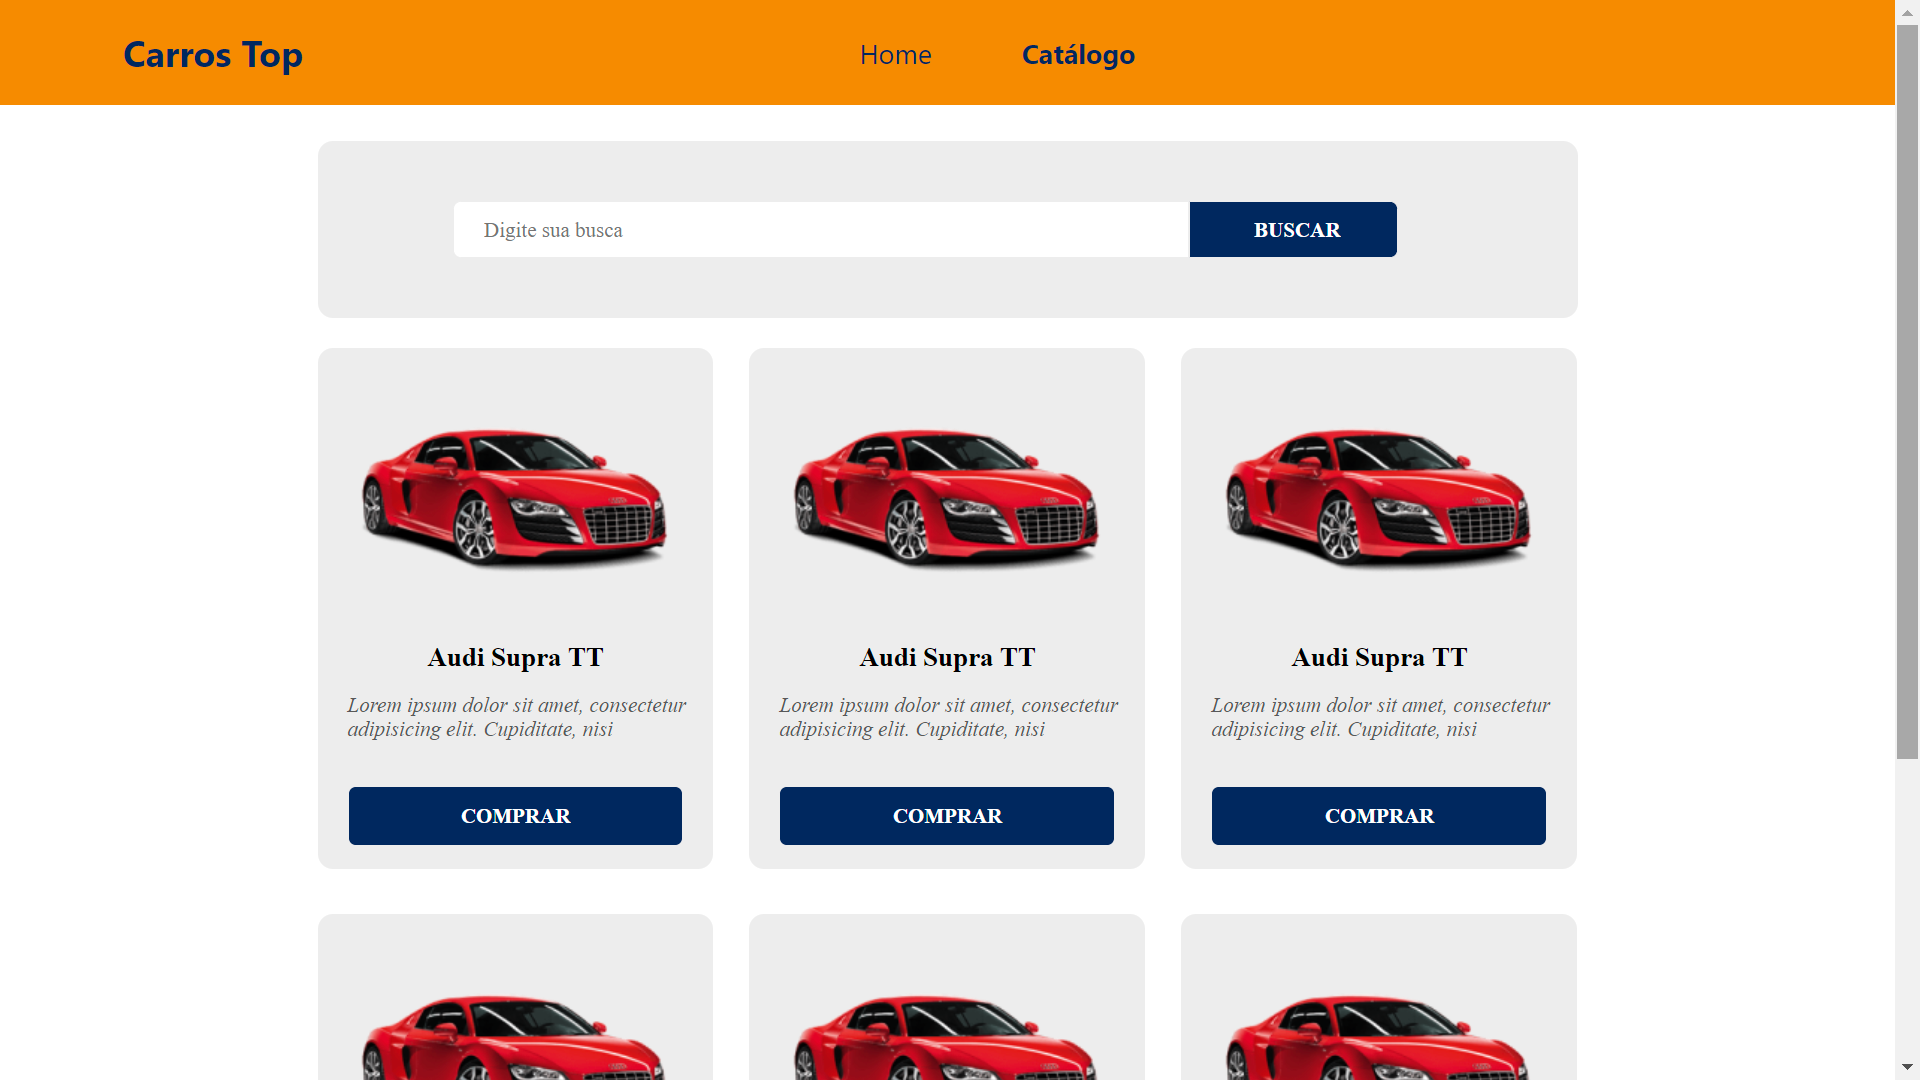 Carros Top
Home
Catálogo
Digite sua busca
BUSCAR
Audi Supra TT
Lorem ipsum dolor sit amet, consectetur
adipisicing elit. Cupiditate, nisi
COMPRAR
Audi Supra TT
Lorem ipsum dolor sit amet, consectetur
adipisicing elit. Cupiditate, nisi
COMPRAR
Audi Supra TT
Lorem ipsum dolor sit amet, consectetur
adipisicing elit. Cupiditate, nisi
COMPRAR